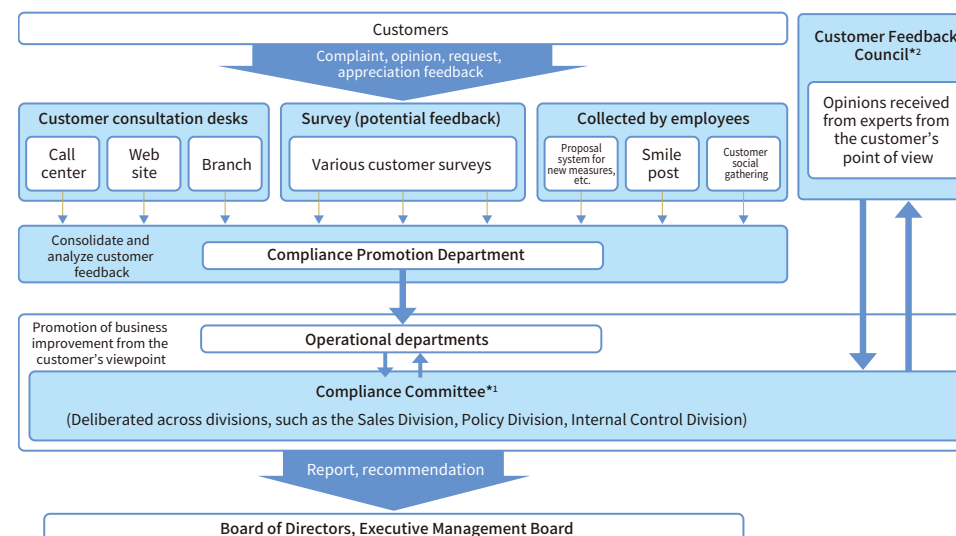 Customers
Complaint, opinion, request,
appreciation feedback
Customer Feedback
Council*2
Opinions received
from experts from
the customer's
point of view
Customer consultation desks
Call
center
Web
site
Branch
Survey (potential feedback)
Various customer surveys
Collected by employees
Proposal
system for
new measures,
etc.
Smile
post
Customer
social
gathering
Consolidate and
analyze customer
feedback
Compliance Promotion Department
Promotion of business
improvement from the
customer's viewpoint
Operational departments
Compliance Committee*1
(Deliberated across divisions, such as the Sales Division, Policy Division, Internal Control Division)
Report, recommendation
Board of Directors, Executive Management Board